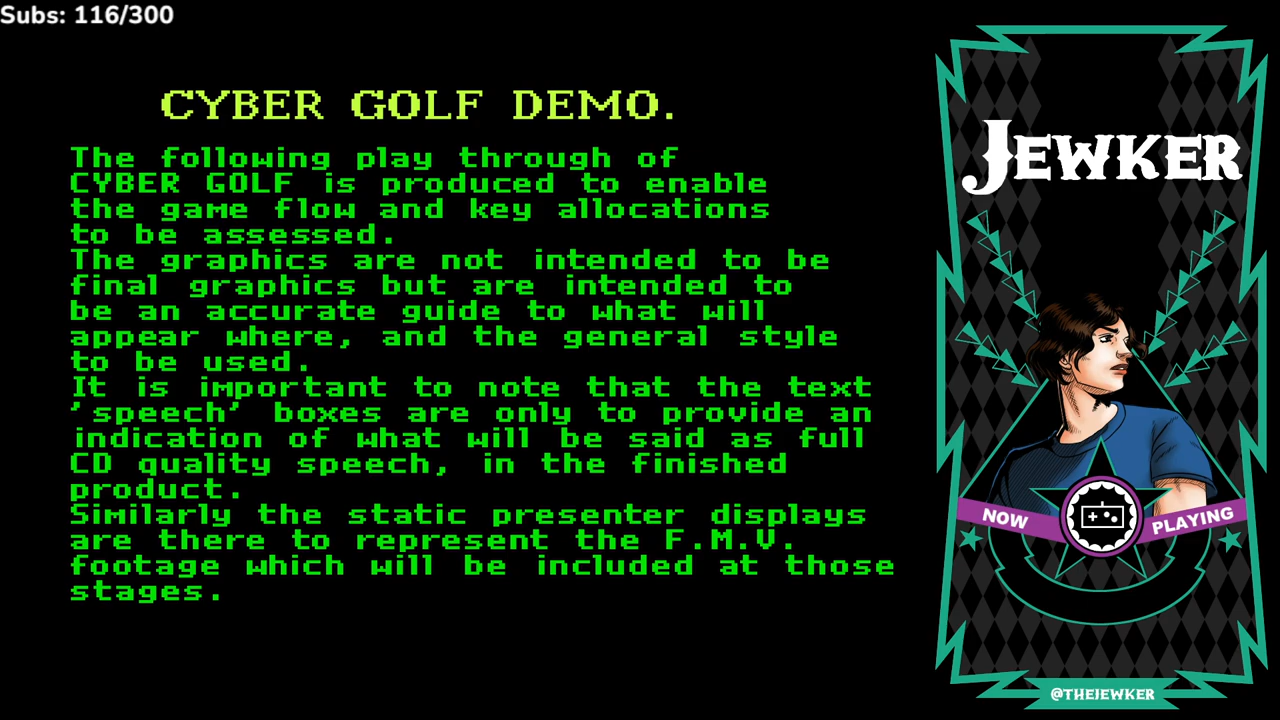 Subs: 116/300
CYBER GOLF DEMO.
The following play through of
CYBER GOLF is produced to enable
the game flow and key allocations
to be assessed.
The graphics are not intended to be
final graphics but are intended to
be an accurate guide to what will
appear where, and the general style
to be used.
It is important to note that the text
'speech' boxes are only to provide an
indication of what will be said as full
CD quality speech, in the finished
product.
Similarly the static presenter displays
are there to represent the F.M.V.
footage which will be included at those
stages.
JEWKER
NOW PLAYING
@THEJEWKER